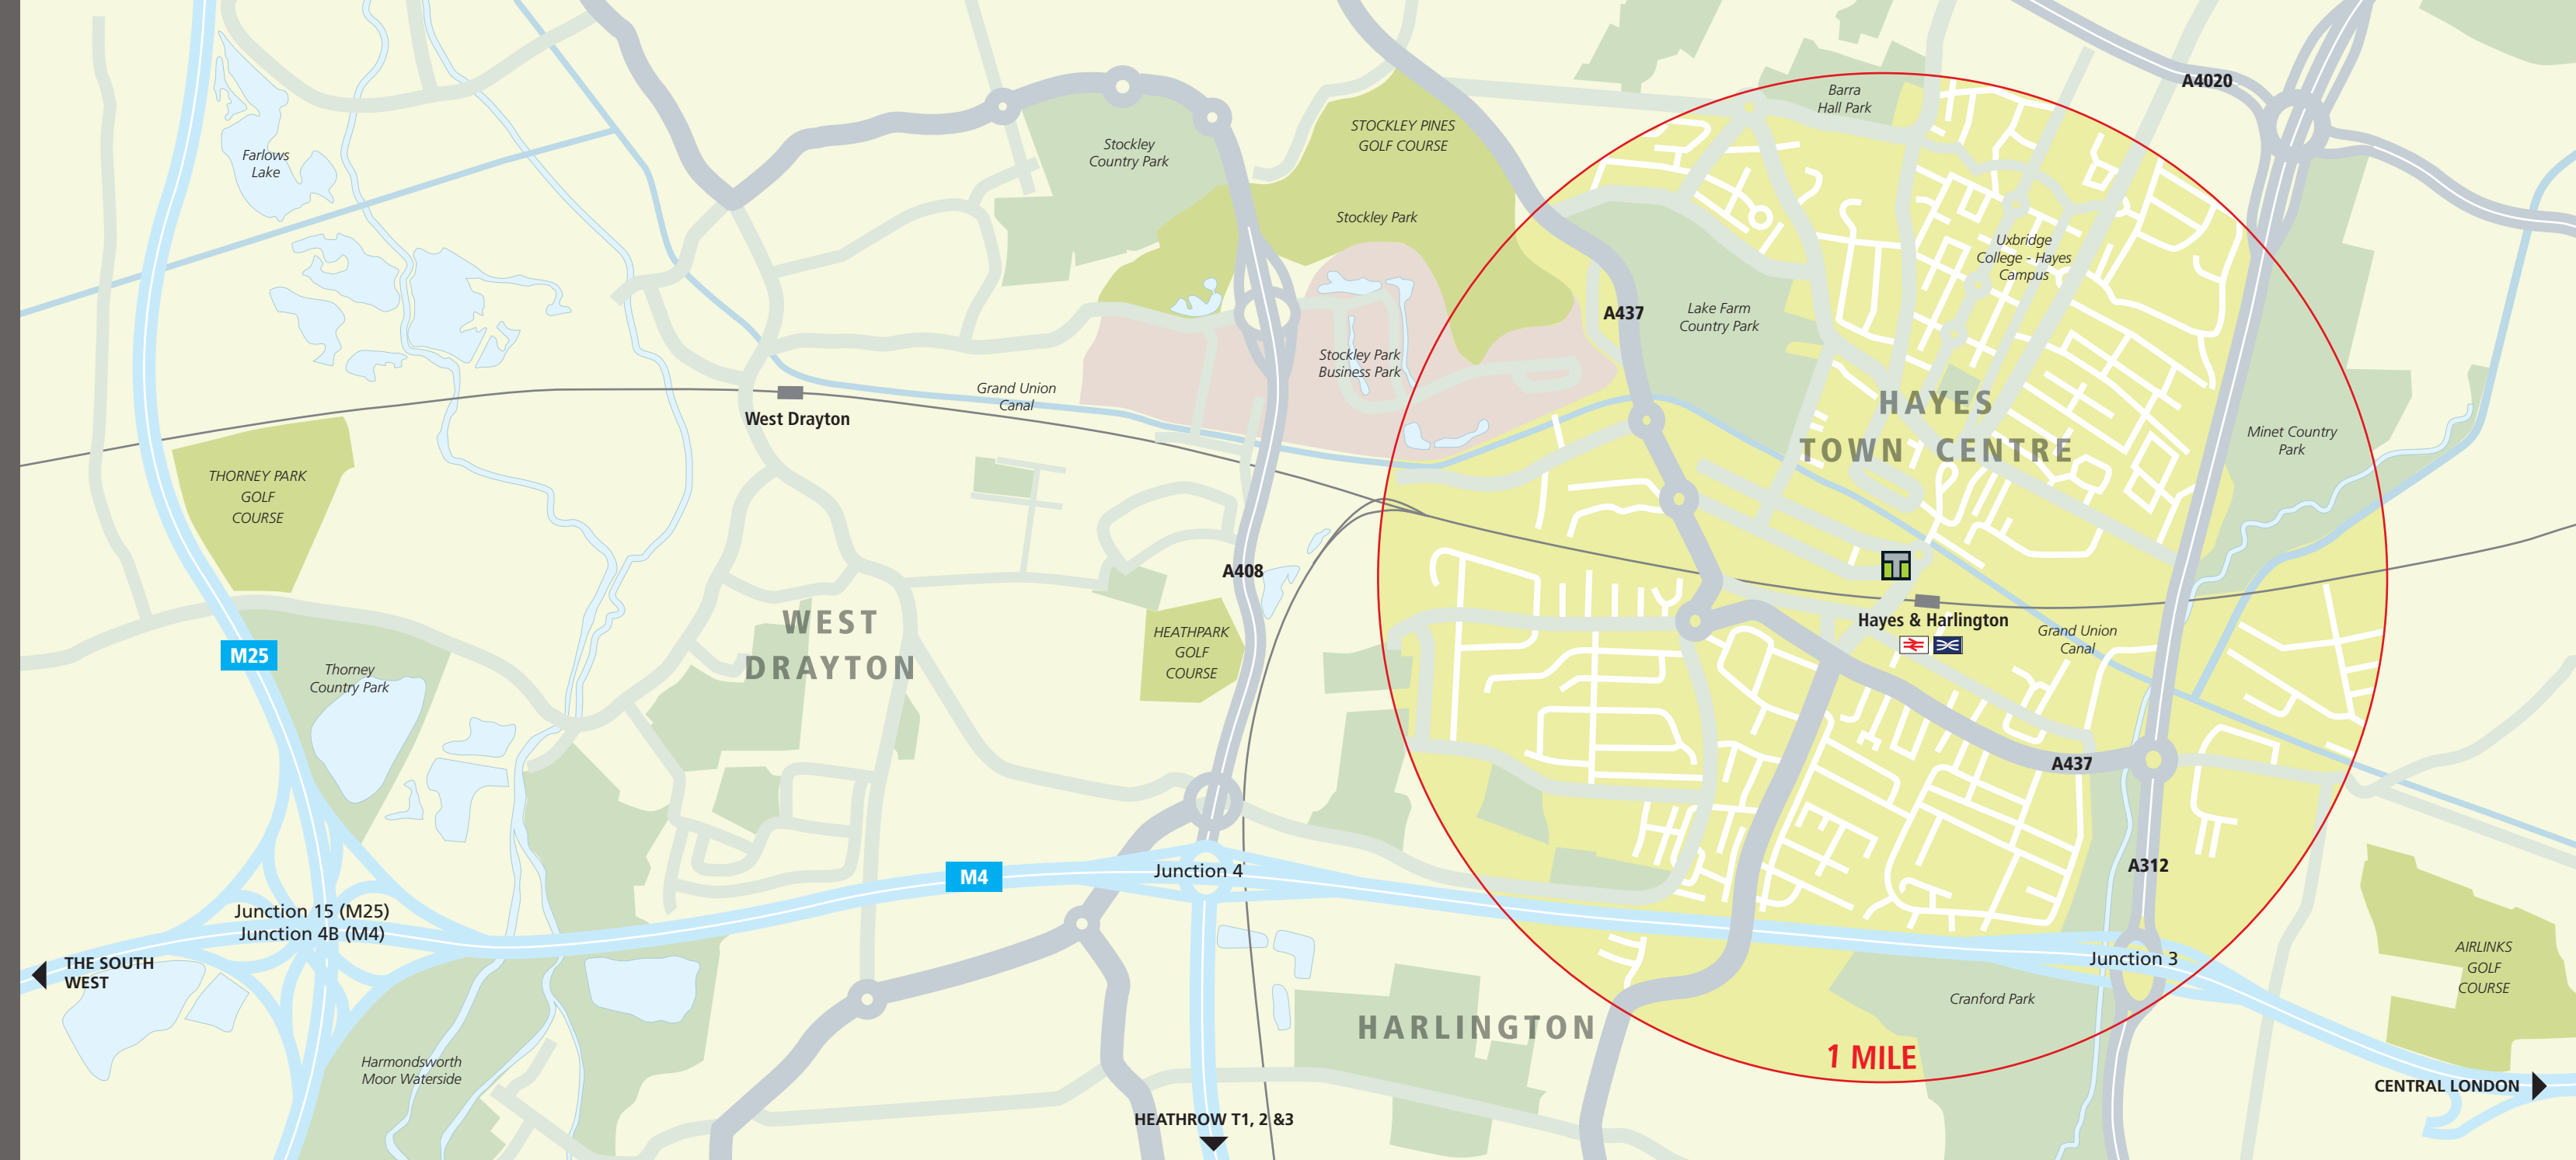 A4020
Barra
Hall Park
STOCKLEY PINES
GOLF COURSE
Stockley
Country Park
Farlows
Lake
Stockley Park
Uxbridge
College - Hayes
Campus
A437
Lake Farm
Country Park
Stockley Park
Business Park
Grand Union
Canal
West Drayton
HAYES
TOWN CENTRE
Minet Country
Park
THORNEY PARK
GOLF
COURSE
A408
T
Hayes & Harlington
Grand Union
Canal
WEST
DRAYTON
HEATHPARK
GOLF
COURSE
M25
Thorney
Country Park
A437
A312
M4
Junction 4
Junction 15 (M25)
Junction 4B (M4)
THE SOUTH
WEST
Junction 3
AIRLINKS
GOLF
COURSE
Cranford Park
HARLINGTON
1 MILE
Harmondsworth
Moor Waterside
CENTRAL LONDON
HEATHROW T1, 2 &3